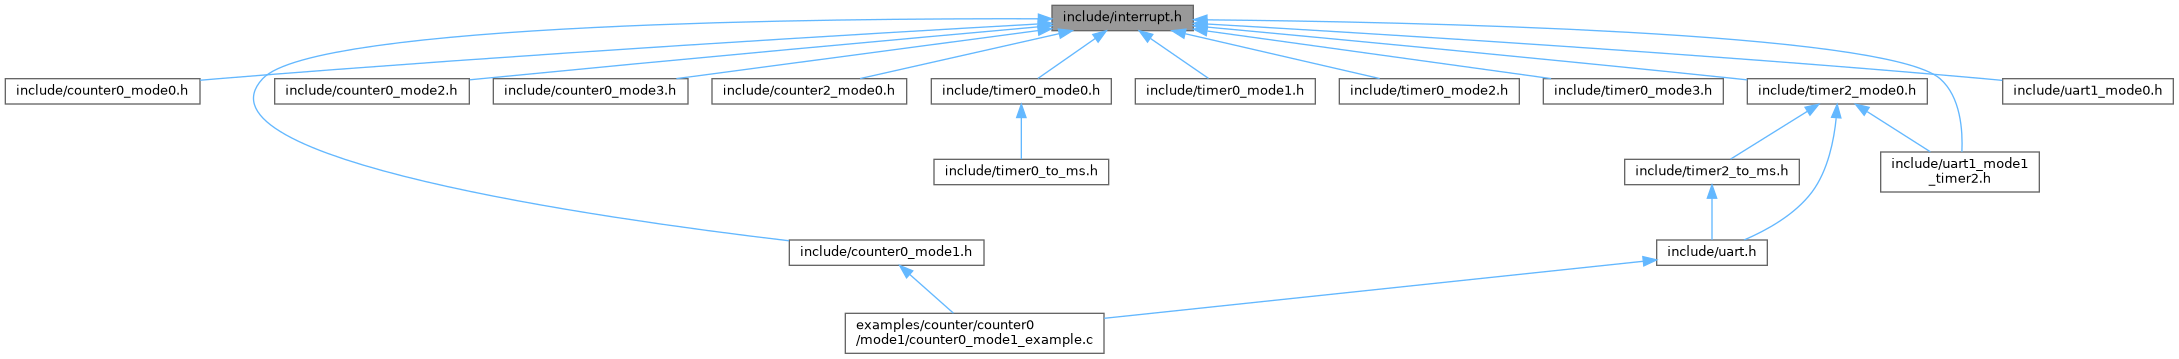 include/interrupt.h
include/counter0_mode0.h
include/counter0_mode2.h
include/counter0_mode3.h
include/counter2_mode0.h
include/timer0_mode0.h
include/timer0_mode1.h
include/timer0_mode2.h
include/timer0_mode3.h
include/timer2_mode0.h
include/uart1_mode0.h
include/timer0_to_ms.h
include/timer2_to_ms.h
include/uart1_mode1
_timer2.h
include/counter0_mode1.h
include/uart.h
examples/counter/counter0
/mode1/counter0_mode1_example.c